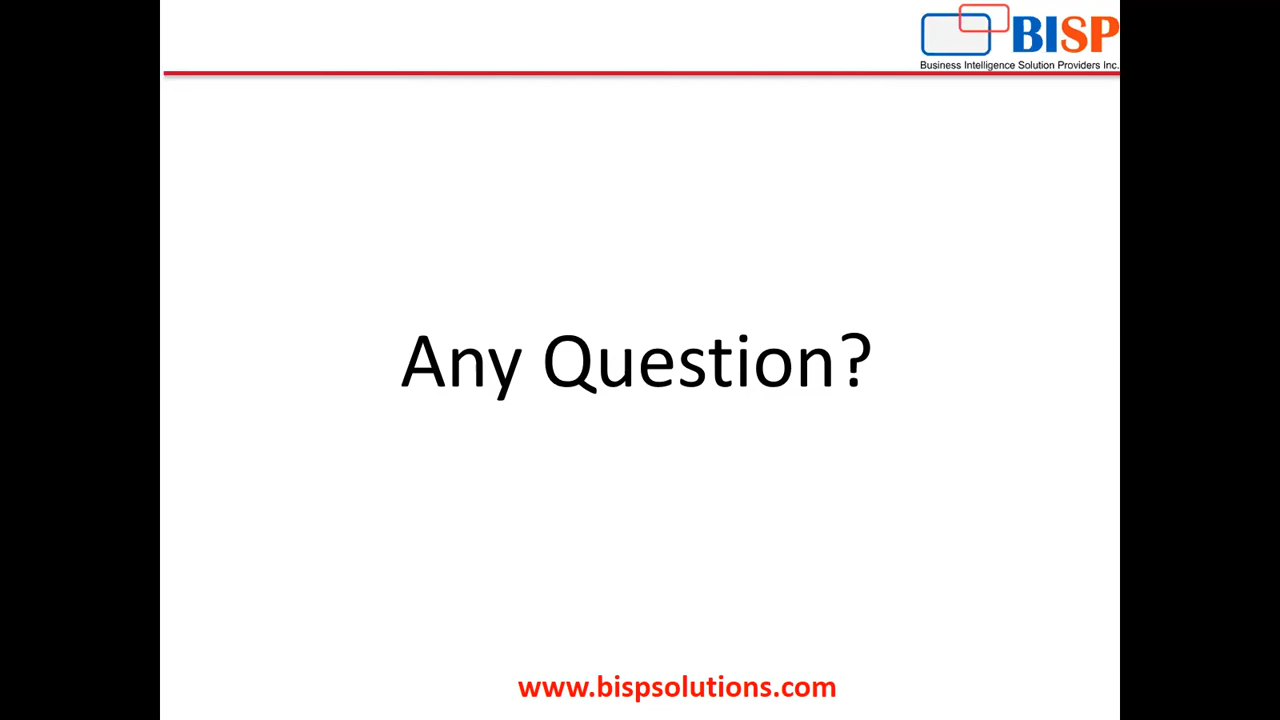 BISP
Business Intelligence Solution Providers Inc.
Any Question?
www.bispsolutions.com